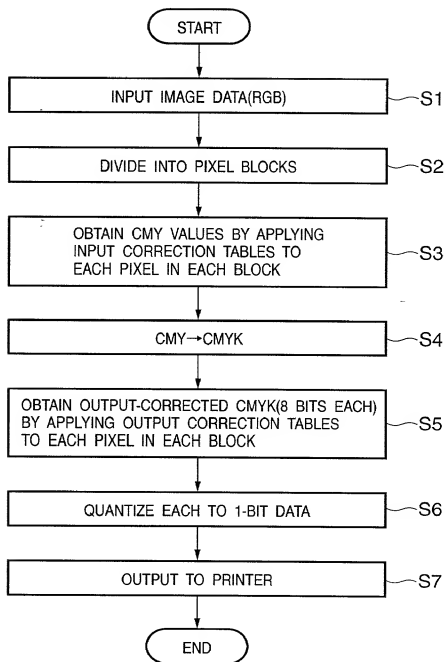 START
INPUT IMAGE DATA(RGB)
S1
DIVIDE INTO PIXEL BLOCKS
S2
OBTAIN CMY VALUES BY APPLYING
INPUT CORRECTION TABLES TO
EACH PIXEL IN EACH BLOCK
S3
CMY→CMYK
S4
OBTAIN OUTPUT-CORRECTED CMYK(8 BITS EACH)
BY APPLYING OUTPUT CORRECTION TABLES
TO EACH PIXEL IN EACH BLOCK
S5
QUANTIZE EACH TO 1-BIT DATA
S6
OUTPUT TO PRINTER
S7
END